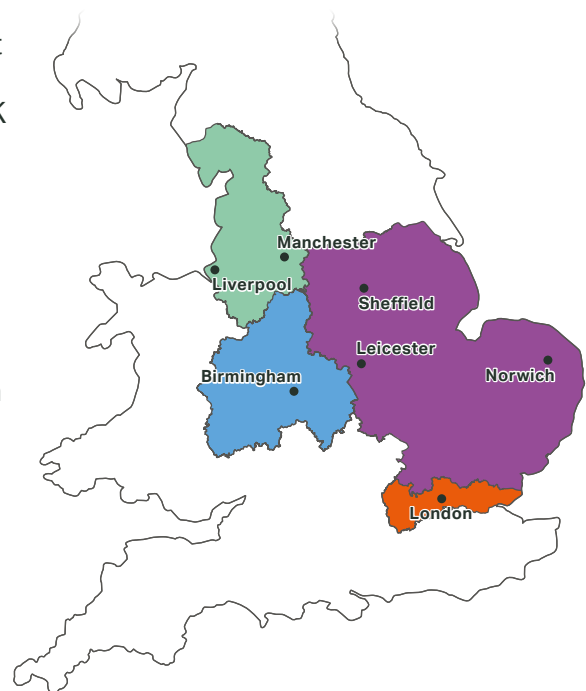 Manchester
Liverpool
Sheffield
Leicester
Birmingham
Norwich
London